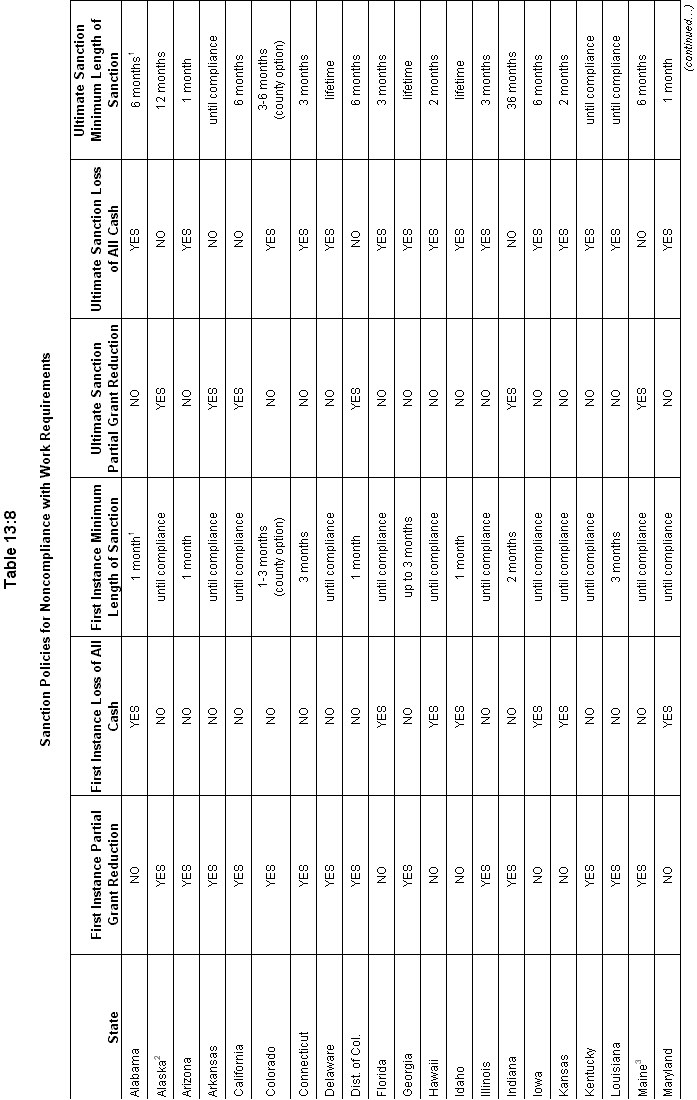 Table 13:8
Sanction Policies for Noncompliance with Work Requirements
State | First Instance Partial Grant Reduction | First Instance Loss of All Cash | First Instance Minimum Length of Sanction | Ultimate Sanction Partial Grant Reduction | Ultimate Sanction Loss of All Cash | Ultimate Sanction Minimum Length of Sanction
Alabama | NO | YES | 1 month¹ | NO | YES | 6 months¹
Alaska² | YES | NO | until compliance | YES | NO | 12 months
Arizona | YES | NO | 1 month | NO | YES | 1 month
Arkansas | YES | NO | until compliance | YES | NO | until compliance
California | YES | NO | until compliance | YES | NO | 6 months
Colorado | YES | NO | 1-3 months (county option) | NO | YES | 3-6 months (county option)
Connecticut | YES | NO | 3 months | NO | YES | 3 months
Delaware | YES | NO | until compliance | NO | YES | lifetime
Dist. of Col. | YES | NO | 1 month | YES | NO | 6 months
Florida | NO | YES | until compliance | NO | YES | 3 months
Georgia | YES | NO | up to 3 months | NO | YES | lifetime
Hawaii | NO | YES | until compliance | NO | YES | 2 months
Idaho | NO | YES | 1 month | NO | YES | lifetime
Illinois | YES | NO | until compliance | NO | YES | 3 months
Indiana | YES | NO | 2 months | YES | NO | 36 months
Iowa | NO | YES | until compliance | NO | YES | 6 months
Kansas | NO | YES | until compliance | NO | YES | 2 months
Kentucky | YES | NO | until compliance | NO | YES | until compliance
Louisiana | YES | NO | 3 months | NO | YES | until compliance
Maine³ | YES | NO | until compliance | YES | NO | 6 months
Maryland | NO | YES | until compliance | NO | YES | 1 month
(continued...)